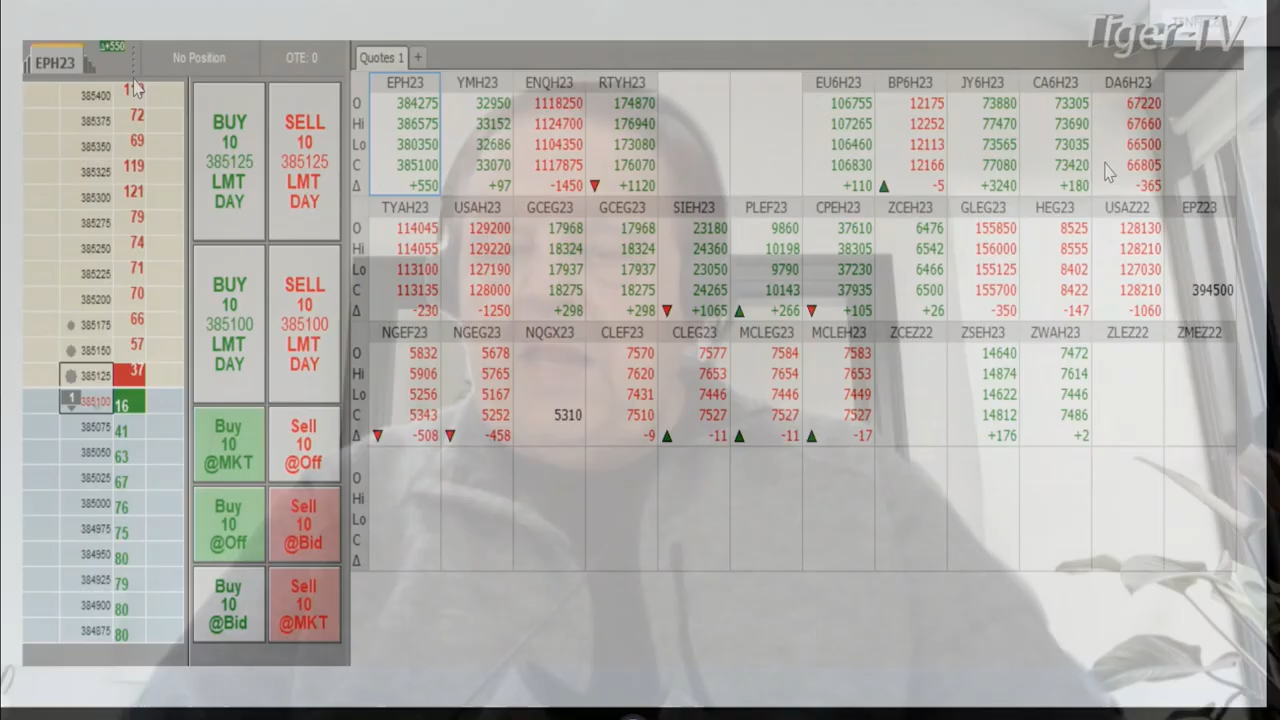 Tiger-TV
EPH23 Δ+550 No Position OTE: 0
Quotes 1 +
385400
385375 72
385350 69
385325 119
385300 121
385275 79
385250 74
385225 71
385200 70
385175 66
385150 57
385125 37
1 385100 16
385075 41
385050 63
385025 67
385000 76
384975 75
384950 80
384925 79
384900 80
384875 80
BUY SELL
10 10
385125 385125
LMT LMT
DAY DAY
BUY SELL
10 10
385100 385100
LMT LMT
DAY DAY
Buy Sell
10 10
@MKT @Off
Buy Sell
10 10
@Off @Bid
Buy Sell
10 10
@Bid @MKT
EPH23 YMH23 ENQH23 RTYH23 EU6H23 BP6H23 JY6H23 CA6H23 DA6H23
O 384275 32950 1118250 174870 106755 12175 73880 73305 67220
Hi 386575 33152 1124700 176940 107265 12252 77470 73690 67660
Lo 380350 32686 1104350 173080 106460 12113 73565 73035 66500
C 385100 33070 1117875 176070 106830 12166 77080 73420 66805
Δ +550 +97 -1450 +1120 +110 -5 +3240 +180 -365
TYAH23 USAH23 GCEG23 GCEG23 SIEH23 PLEF23 CPEH23 ZCEH23 GLEG23 HEG23 USAZ22 EPZ23
O 114045 129200 17968 17968 23180 9860 37610 6476 155850 8525 128130
Hi 114055 129220 18324 18324 24360 10198 38305 6542 156000 8555 128210
Lo 113100 127190 17937 17937 23050 9790 37230 6466 155125 8402 127030
C 113135 128000 18275 18275 24265 10143 37935 6500 155700 8422 128210 394500
Δ -230 -1250 +298 +298 +1065 +266 +105 +26 -350 -147 -1060
NGEF23 NGEG23 NQGX23 CLEF23 CLEG23 MCLEG23 MCLEH23 ZCEZ22 ZSEH23 ZWAH23 ZLEZ22 ZMEZ22
O 5832 5678 7570 7577 7584 7583 14640 7472
Hi 5906 5765 7620 7653 7654 7653 14874 7614
Lo 5256 5167 7431 7446 7446 7449 14622 7446
C 5343 5252 5310 7510 7527 7527 7527 14812 7486
Δ -508 -458 -9 -11 -11 -17 +176 +2
O
Hi
Lo
C
Δ